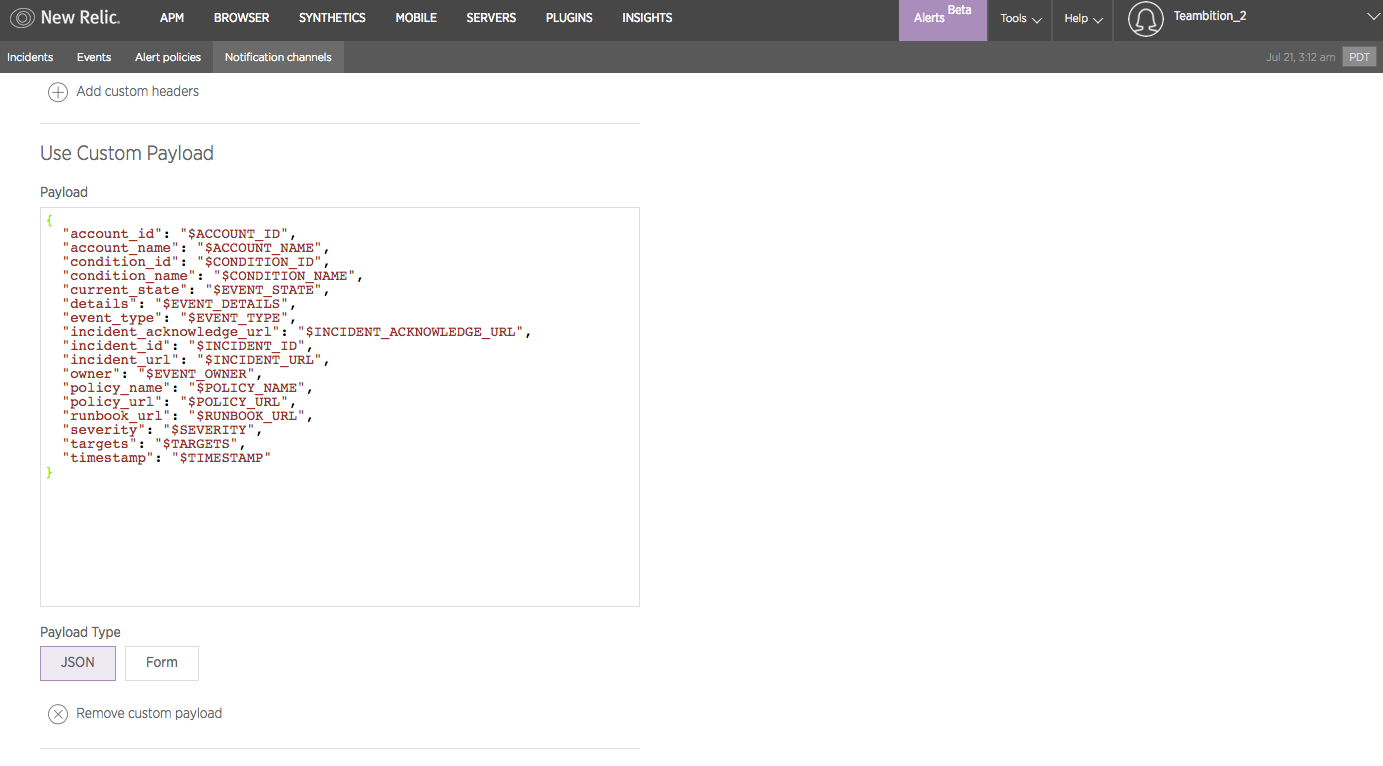 New Relic.
APM BROWSER SYNTHETICS MOBILE SERVERS PLUGINS INSIGHTS Alerts Beta Tools Help Teambition_2
Incidents Events Alert policies Notification channels Jul 21, 3:12 am PDT
Add custom headers
Use Custom Payload
Payload
{
"account_id": "$ACCOUNT_ID",
"account_name": "$ACCOUNT_NAME",
"condition_id": "$CONDITION_ID",
"condition_name": "$CONDITION_NAME",
"current_state": "$EVENT_STATE",
"details": "$EVENT_DETAILS",
"event_type": "$EVENT_TYPE",
"incident_acknowledge_url": "$INCIDENT_ACKNOWLEDGE_URL",
"incident_id": "$INCIDENT_ID",
"incident_url": "$INCIDENT_URL",
"owner": "$EVENT_OWNER",
"policy_name": "$POLICY_NAME",
"policy_url": "$POLICY_URL",
"runbook_url": "$RUNBOOK_URL",
"severity": "$SEVERITY",
"targets": "$TARGETS",
"timestamp": "$TIMESTAMP"
}
Payload Type
JSON Form
Remove custom payload